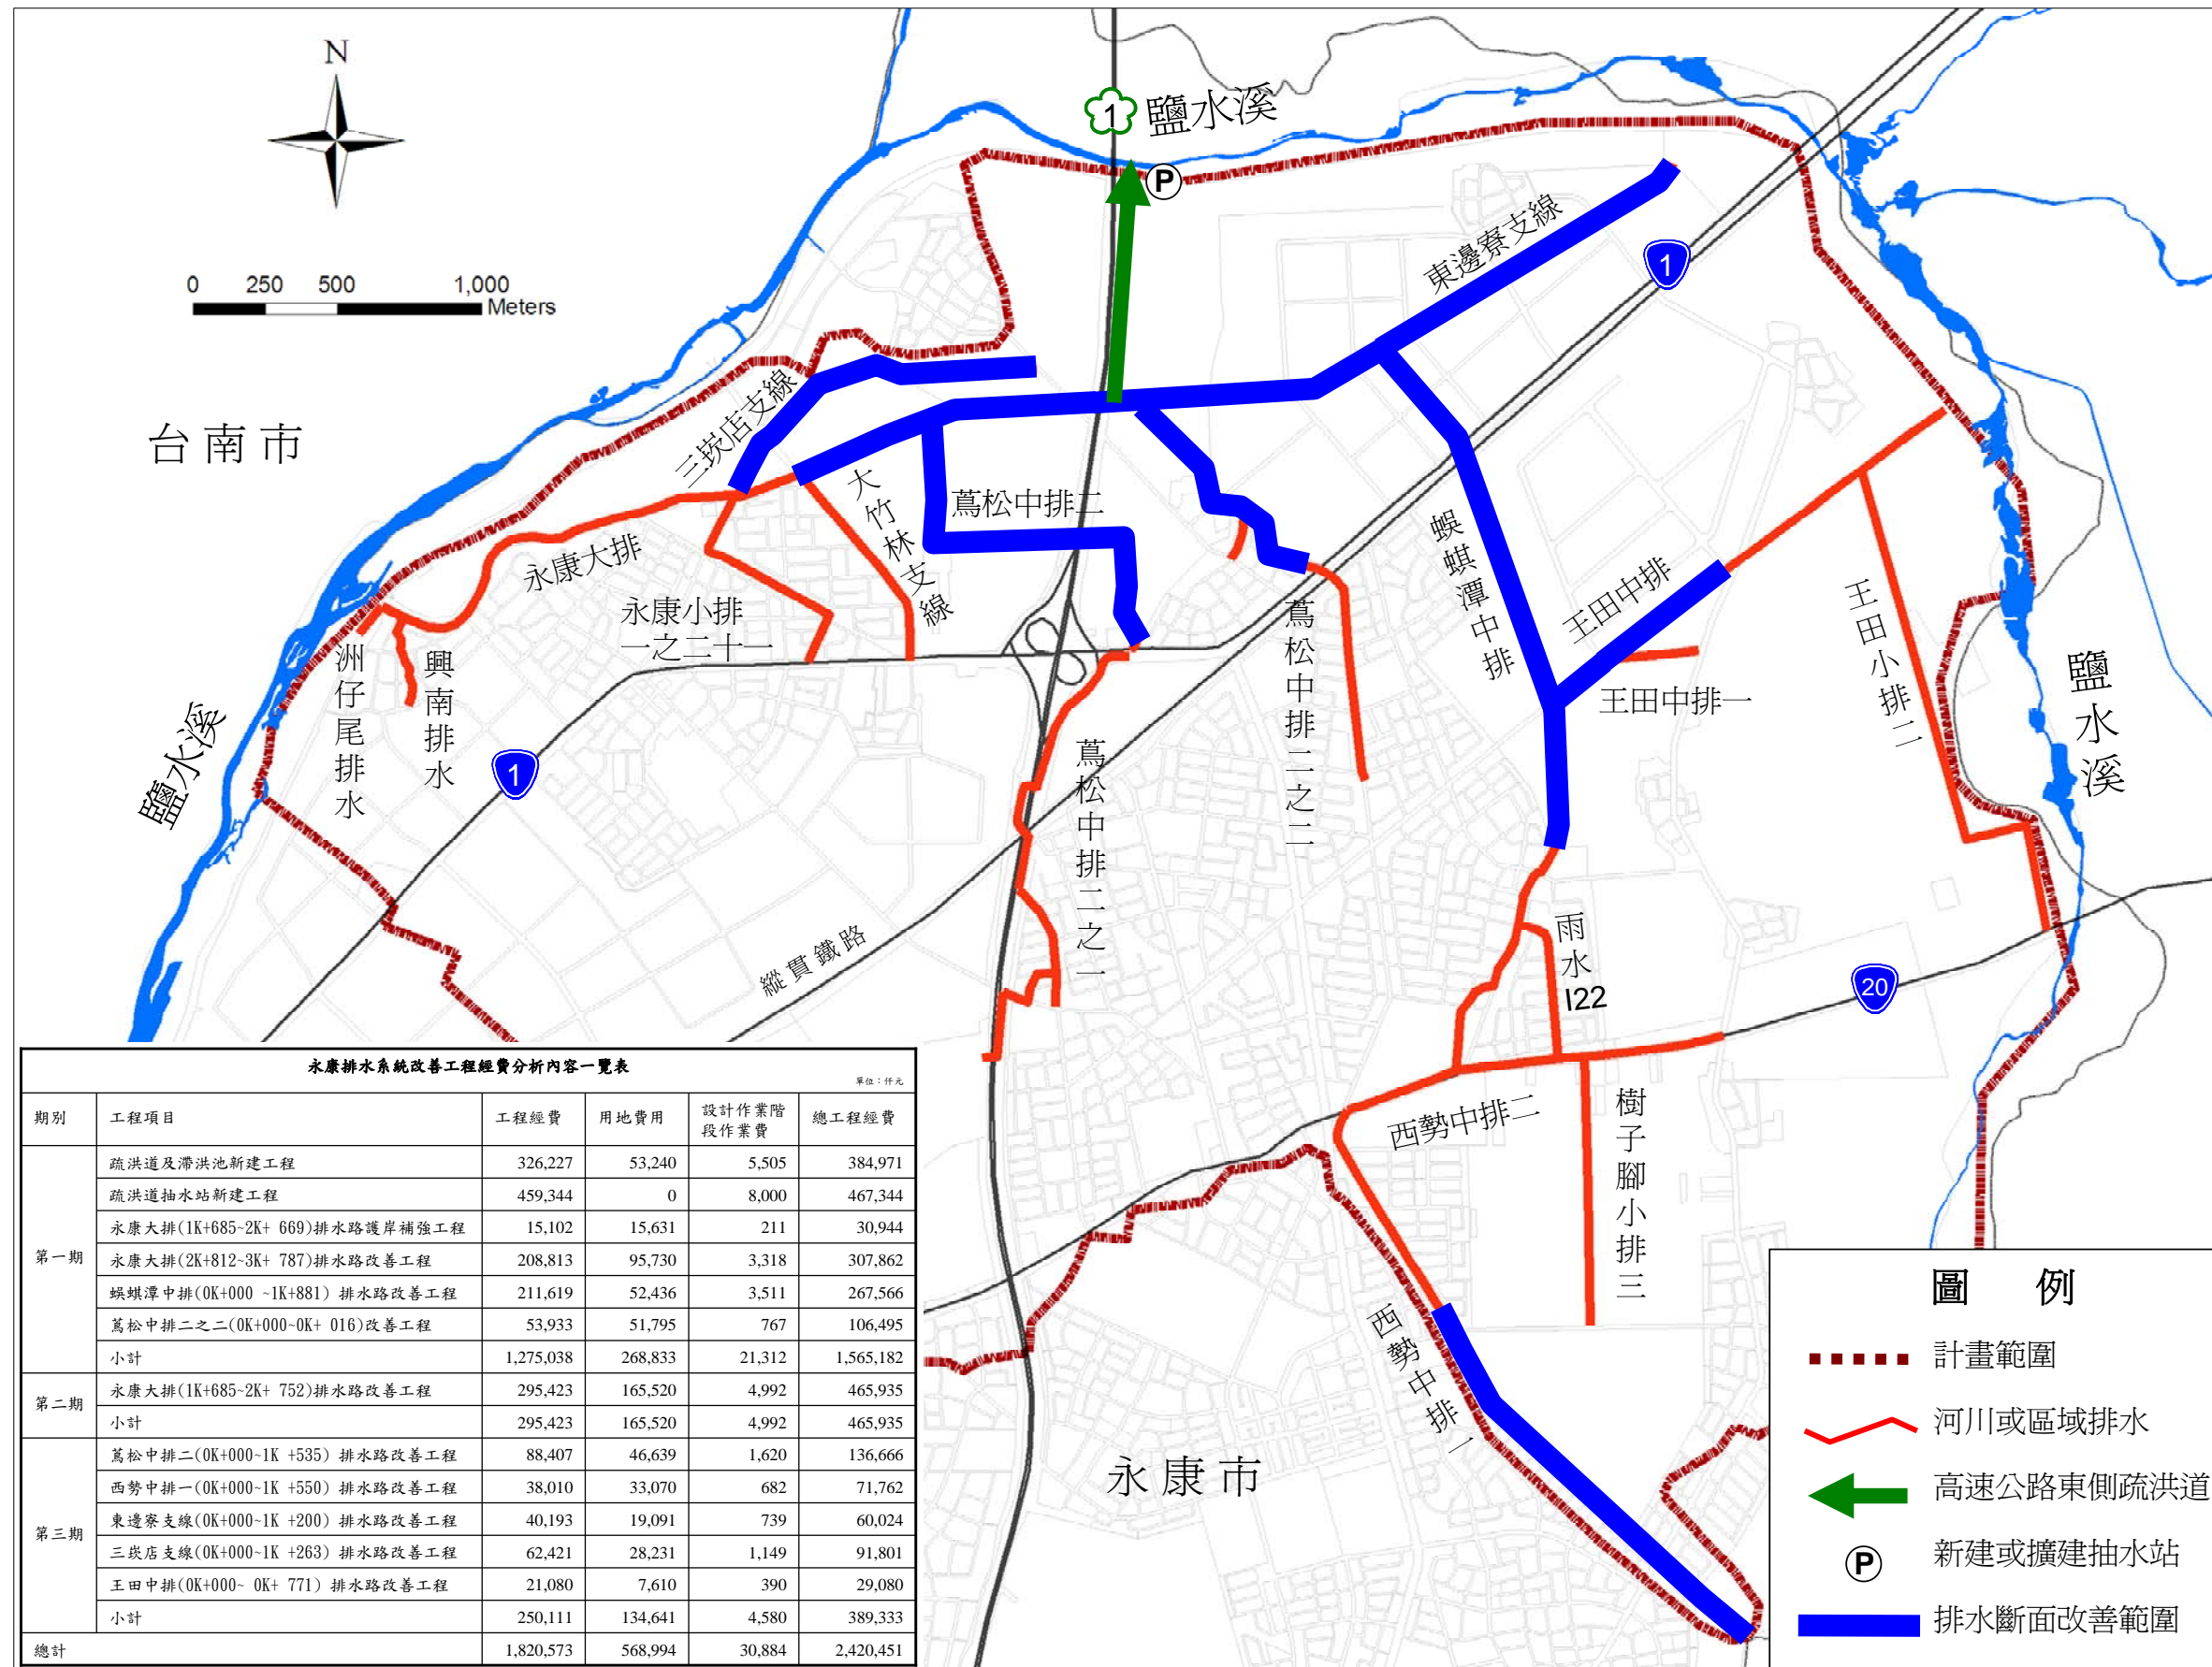 N
0 250 500 1,000
Meters
1
鹽水溪
東邊寮支線
1
台南市
三崁店支線
大竹林支線
蔦松中排二
永康大排
永康小排
一之二十一
洲仔尾排水
興南排水
鹽水溪
1
蜈蜞潭中排
王田中排
王田中排一
王田小排二
鹽水溪
蔦松中排二之二
蔦松中排二之一
縱貫鐵路
雨水
I22
20
西勢中排二
樹子腳小排三
西勢中排一
永康市
P
永康排水系統改善工程經費分析內容一覽表
單位：仟元
期別 工程項目 工程經費 用地費用 設計作業階段作業費 總工程經費
第一期
疏洪道及滯洪池新建工程 326,227 53,240 5,505 384,971
疏洪道抽水站新建工程 459,344 0 8,000 467,344
永康大排(1K+685~2K+ 669)排水路護岸補強工程 15,102 15,631 211 30,944
永康大排(2K+812~3K+ 787)排水路改善工程 208,813 95,730 3,318 307,862
蜈蜞潭中排(0K+000 ~1K+881) 排水路改善工程 211,619 52,436 3,511 267,566
蔦松中排二之二(0K+000~0K+ 016)改善工程 53,933 51,795 767 106,495
小計 1,275,038 268,833 21,312 1,565,182
第二期
永康大排(1K+685~2K+ 752)排水路改善工程 295,423 165,520 4,992 465,935
小計 295,423 165,520 4,992 465,935
第三期
蔦松中排二(0K+000~1K +535) 排水路改善工程 88,407 46,639 1,620 136,666
西勢中排一(0K+000~1K +550) 排水路改善工程 38,010 33,070 682 71,762
東邊寮支線(0K+000~1K +200) 排水路改善工程 40,193 19,091 739 60,024
三崁店支線(0K+000~1K +263) 排水路改善工程 62,421 28,231 1,149 91,801
王田中排(0K+000~ 0K+ 771) 排水路改善工程 21,080 7,610 390 29,080
小計 250,111 134,641 4,580 389,333
總計 1,820,573 568,994 30,884 2,420,451
圖 例
計畫範圍
河川或區域排水
高速公路東側疏洪道
P 新建或擴建抽水站
排水斷面改善範圍